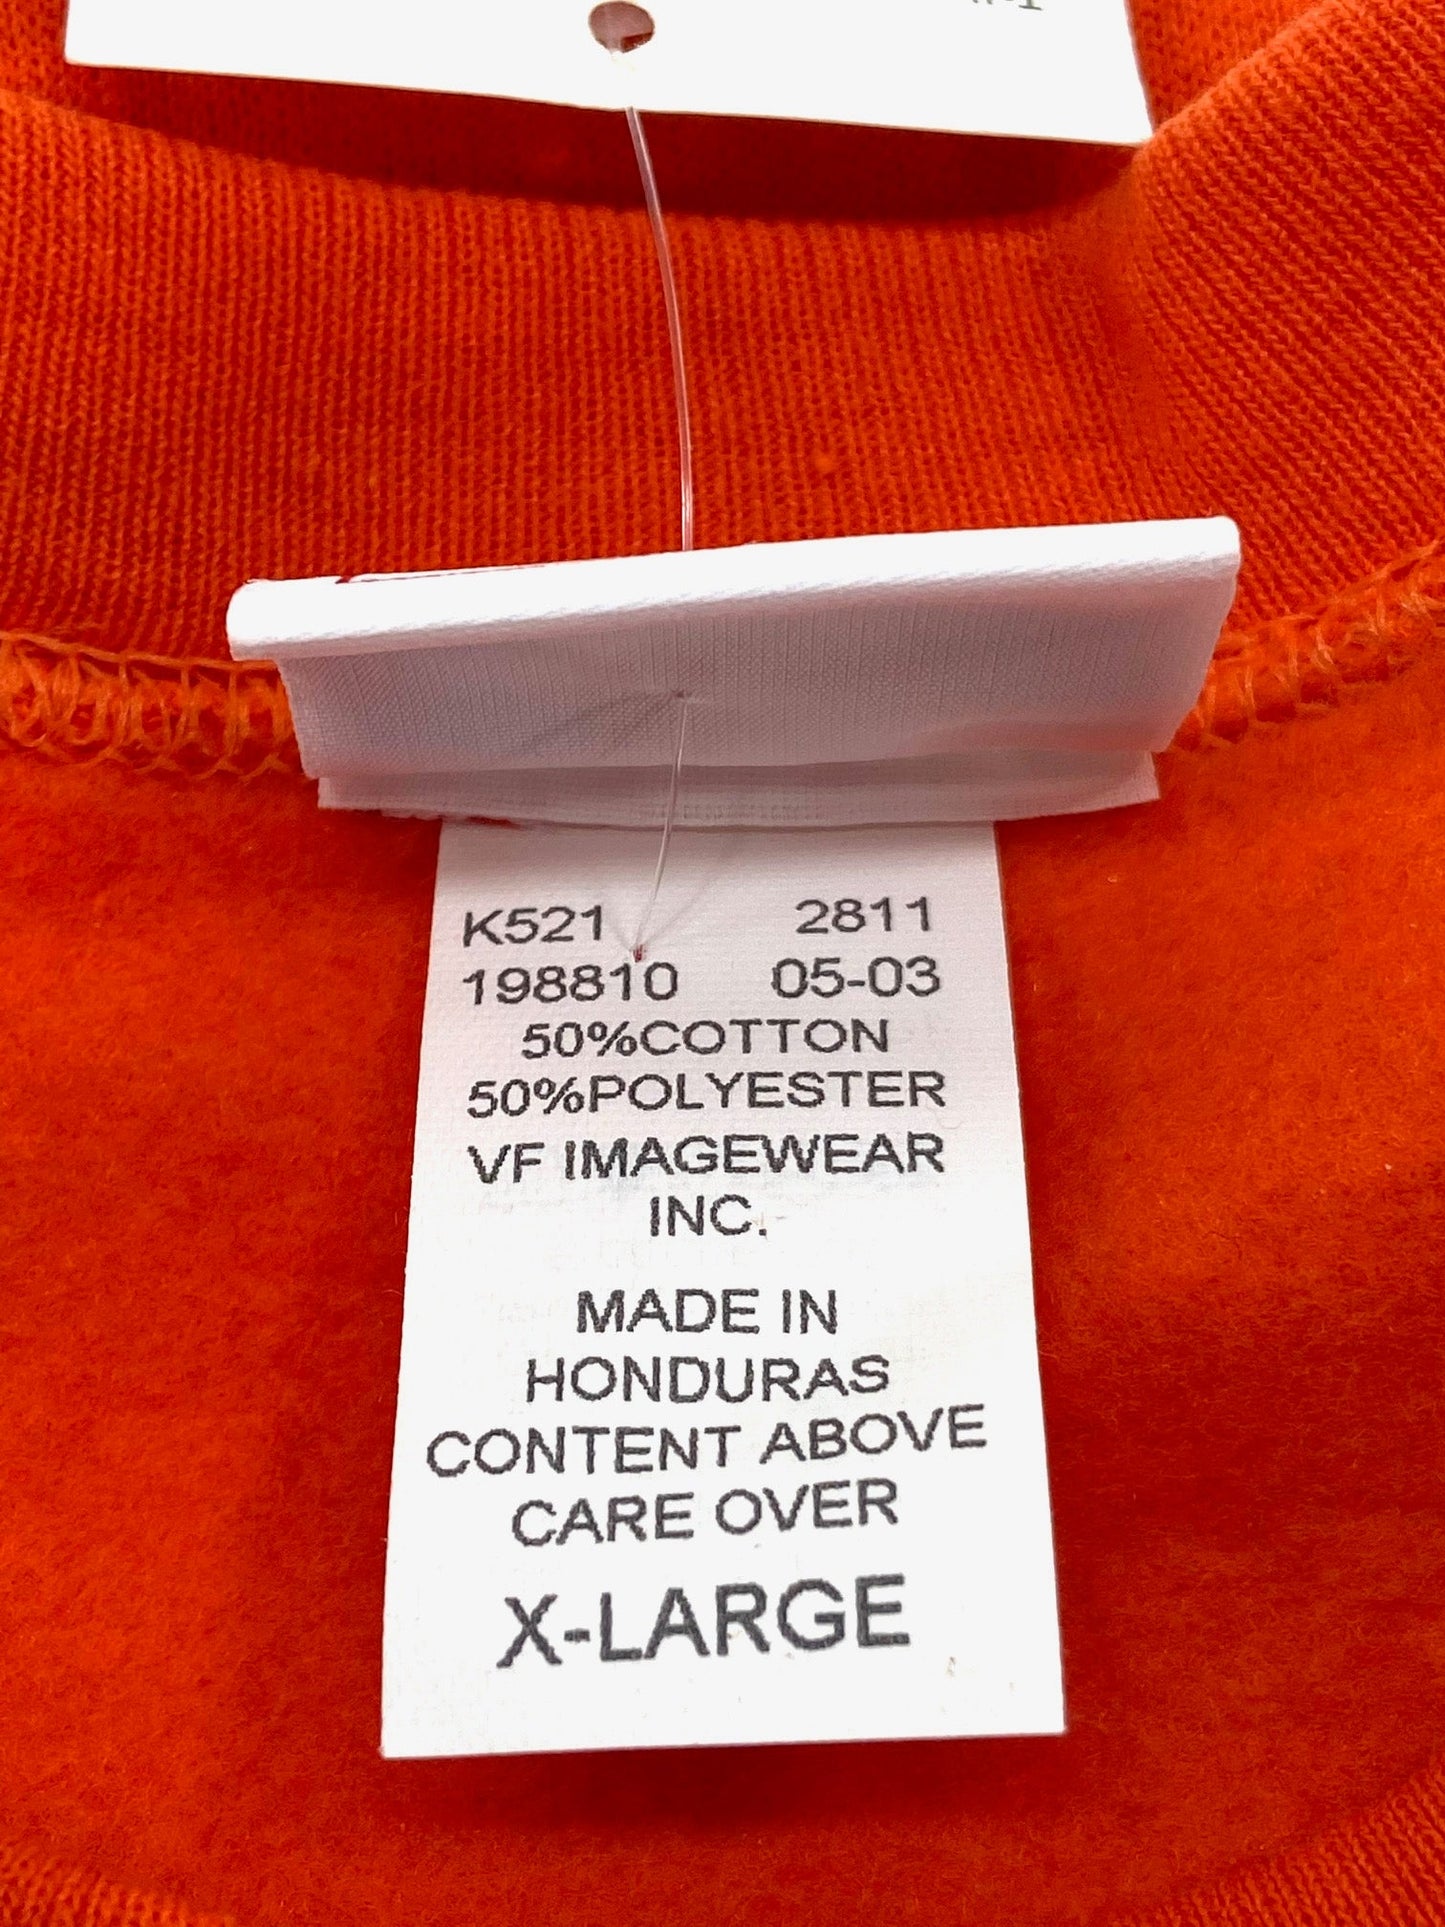 K521 2811
198810 05-03
50%COTTON
50%POLYESTER
VF IMAGEWEAR
INC.
MADE IN
HONDURAS
CONTENT ABOVE
CARE OVER
X-LARGE